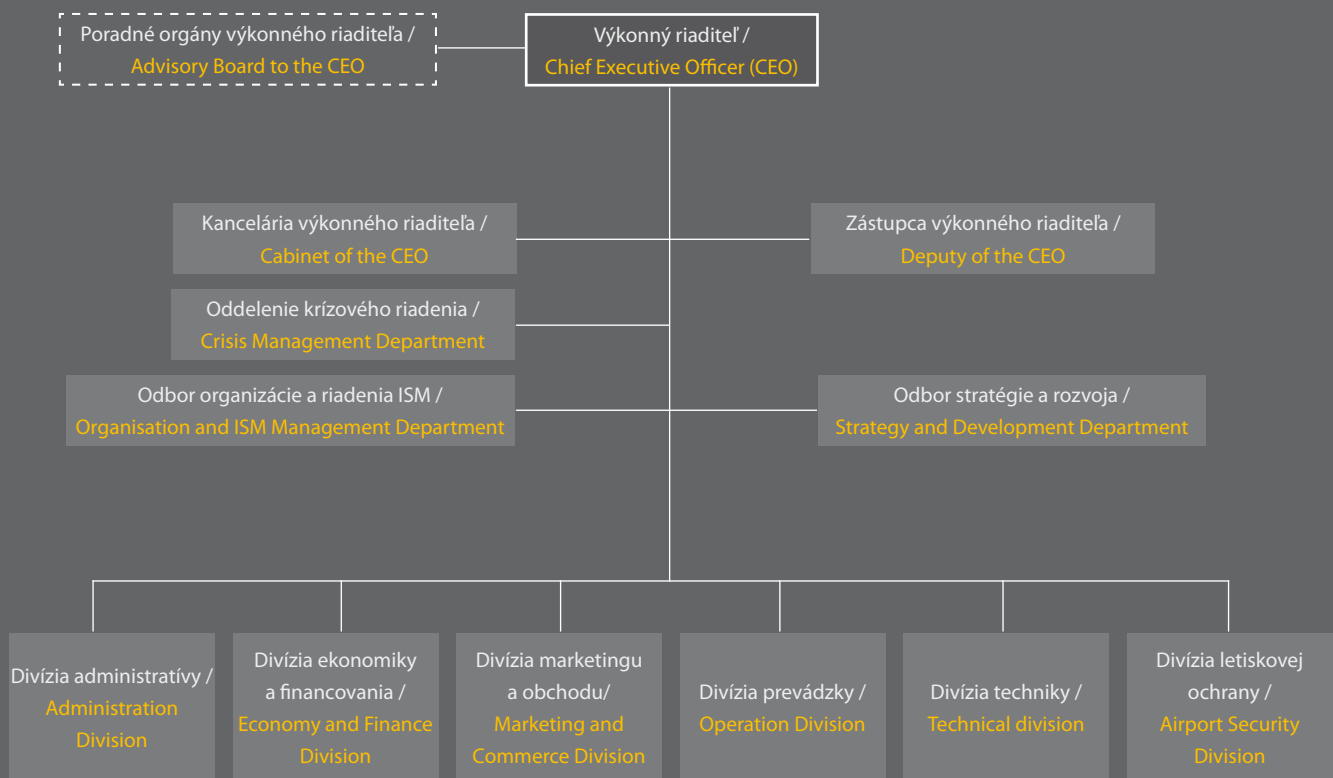 Poradné orgány výkonného riaditeľa /
Advisory Board to the CEO
Výkonný riaditeľ /
Chief Executive Officer (CEO)
Kancelária výkonného riaditeľa /
Cabinet of the CEO
Zástupca výkonného riaditeľa /
Deputy of the CEO
Oddelenie krízového riadenia /
Crisis Management Department
Odbor organizácie a riadenia ISM /
Organisation and ISM Management Department
Odbor stratégie a rozvoja /
Strategy and Development Department
Divízia administratívy /
Administration
Division
Divízia ekonomiky
a financovania /
Economy and Finance
Division
Divízia marketingu
a obchodu/
Marketing and
Commerce Division
Divízia prevádzky /
Operation Division
Divízia techniky /
Technical division
Divízia letiskovej
ochrany /
Airport Security
Division